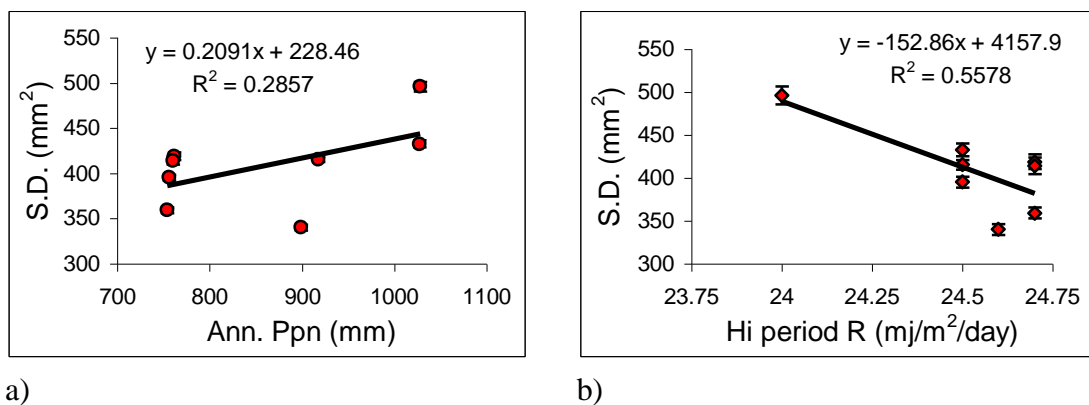 y = 0.2091x + 228.46
R² = 0.2857
550
500
450
400
350
300
S.D. (mm²)
700 800 900 1000 1100
Ann. Ppn (mm)
a)
y = -152.86x + 4157.9
R² = 0.5578
550
500
450
400
350
300
S.D. (mm²)
23.75 24 24.25 24.5 24.75
Hi period R (mj/m²/day)
b)